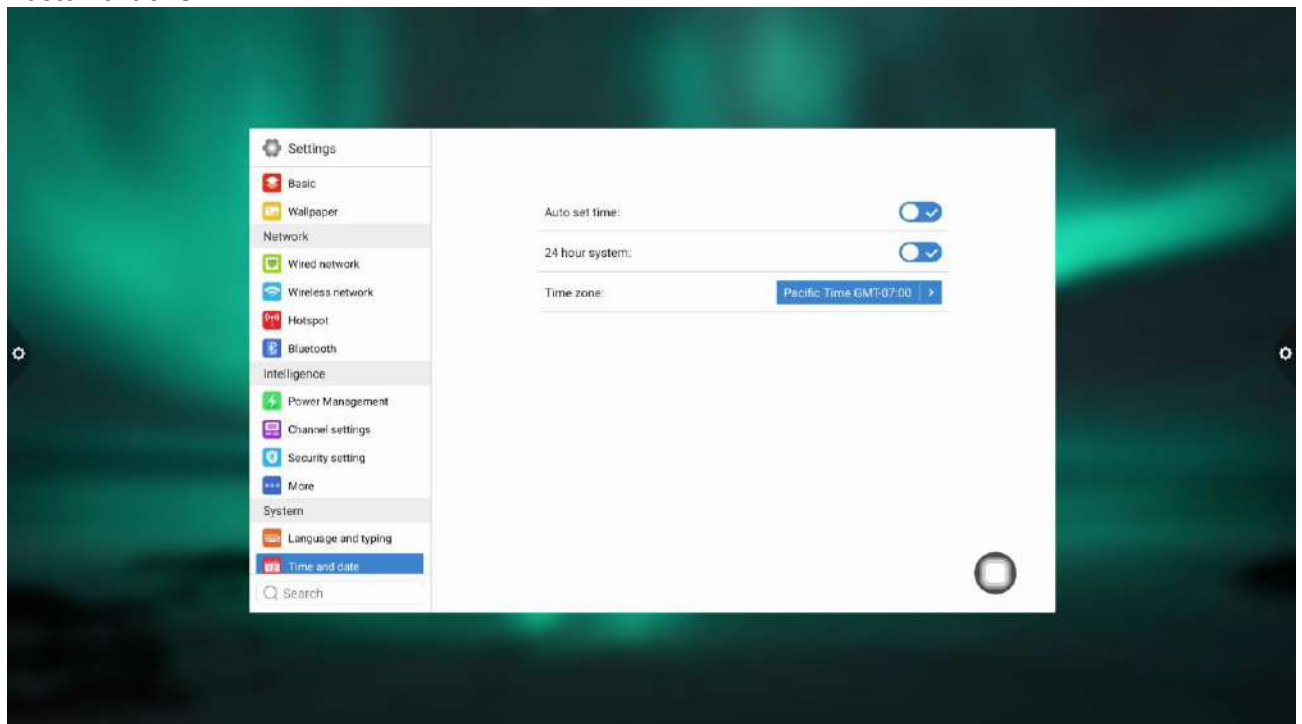 Settings
Basic
Wallpaper
Network
Wired network
Wireless network
Hotspot
Bluetooth
Intelligence
Power Management
Channel settings
Security setting
More
System
Language and typing
Time and date
Search
Auto set time:
24 hour system:
Time zone: Pacific Time GMT-07:00 >